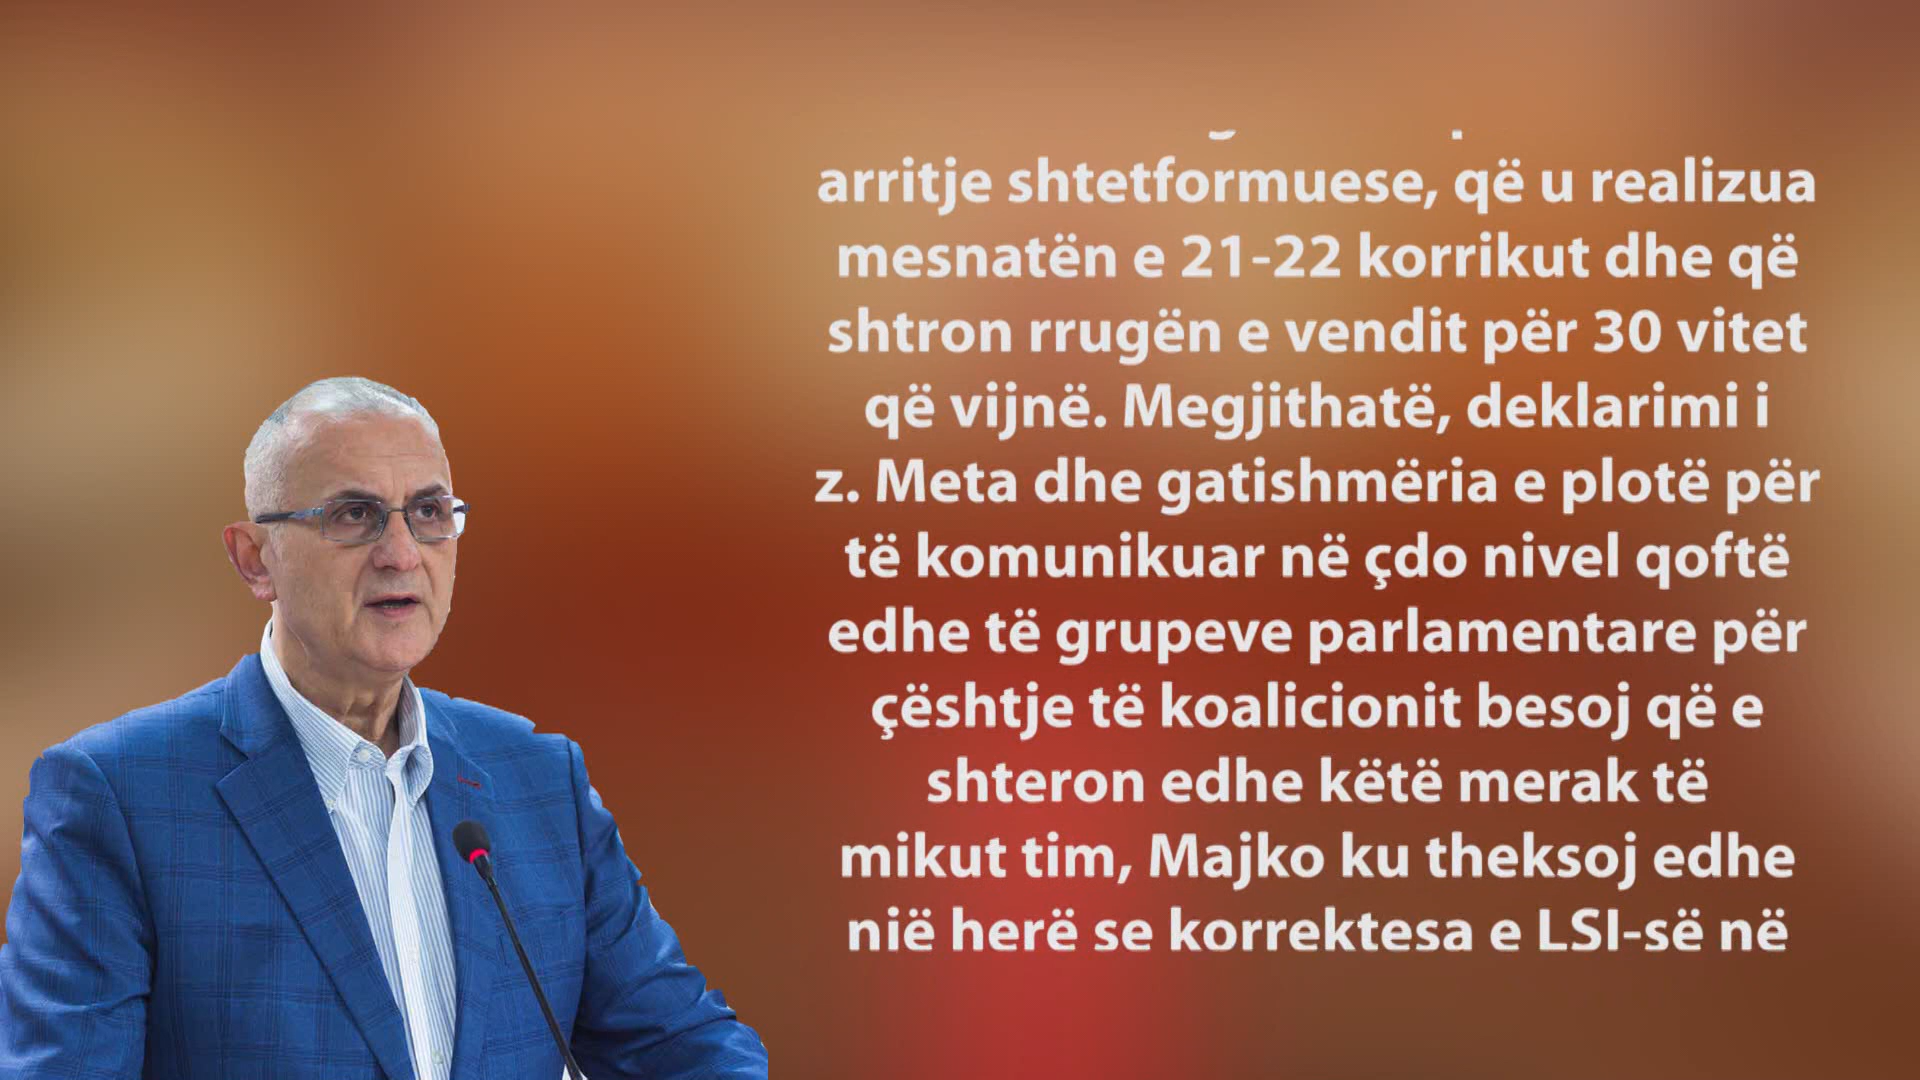 arritje shtetformuese, që u realizua
mesnatën e 21-22 korrikut dhe që
shtron rrugën e vendit për 30 vitet
që vijnë. Megjithatë, deklarimi i
z. Meta dhe gatishmëria e plotë për
të komunikuar në çdo nivel qoftë
edhe të grupeve parlamentare për
çështje të koalicionit besoj që e
shteron edhe këtë merak të
mikut tim, Majko ku theksoj edhe
një herë se korrektesa e LSI-së në